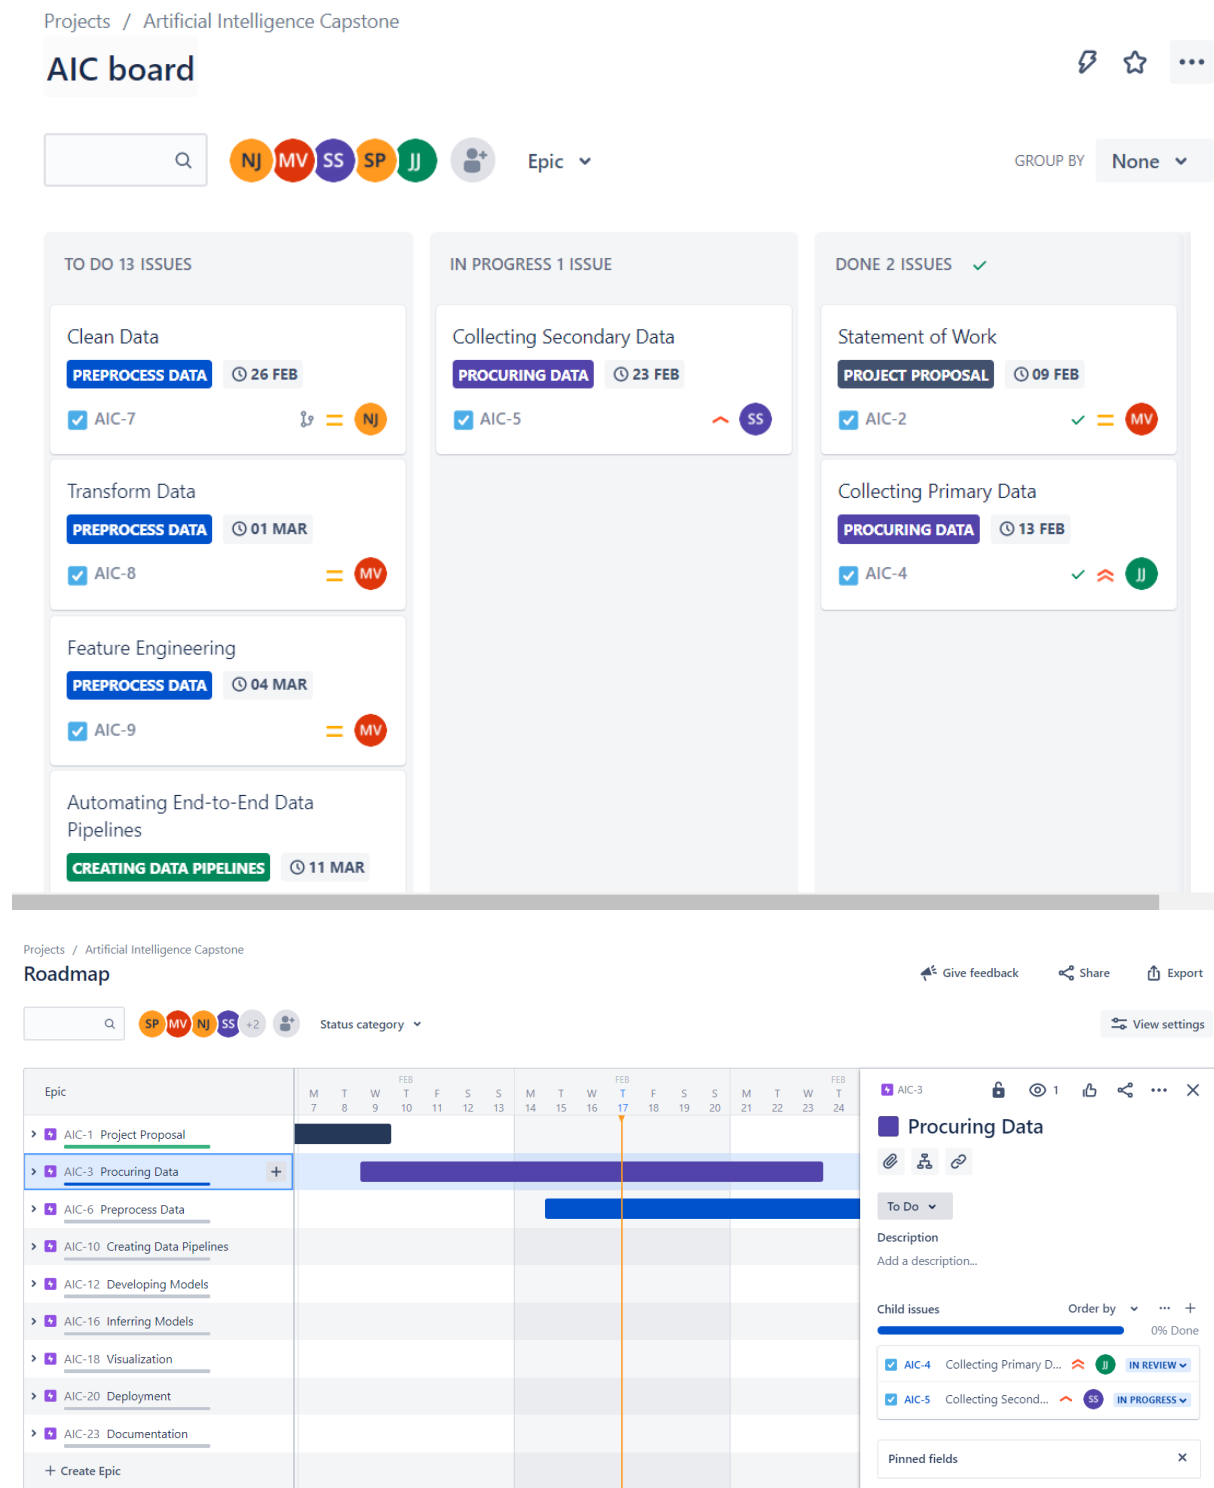 Projects / Artificial Intelligence Capstone
AIC board
NJ MV SS SP JJ Epic
GROUP BY None
TO DO 13 ISSUES
Clean Data
PREPROCESS DATA 26 FEB
AIC-7 NJ
Transform Data
PREPROCESS DATA 01 MAR
AIC-8 MV
Feature Engineering
PREPROCESS DATA 04 MAR
AIC-9 MV
Automating End-to-End Data
Pipelines
CREATING DATA PIPELINES 11 MAR
IN PROGRESS 1 ISSUE
Collecting Secondary Data
PROCURING DATA 23 FEB
AIC-5 SS
DONE 2 ISSUES
Statement of Work
PROJECT PROPOSAL 09 FEB
AIC-2 MV
Collecting Primary Data
PROCURING DATA 13 FEB
AIC-4 JJ
Projects / Artificial Intelligence Capstone
Roadmap
Give feedback Share Export
SP MV NJ SS +2 Status category
View settings
Epic
FEB FEB FEB
M T W T F S S M T W T F S S M T W T
7 8 9 10 11 12 13 14 15 16 17 18 19 20 21 22 23 24
AIC-1 Project Proposal
AIC-3 Procuring Data +
AIC-6 Preprocess Data
AIC-10 Creating Data Pipelines
AIC-12 Developing Models
AIC-16 Inferring Models
AIC-18 Visualization
AIC-20 Deployment
AIC-23 Documentation
+ Create Epic
AIC-3 1
Procuring Data
To Do
Description
Add a description...
Child issues Order by
0% Done
AIC-4 Collecting Primary D... JJ IN REVIEW
AIC-5 Collecting Second... SS IN PROGRESS
Pinned fields